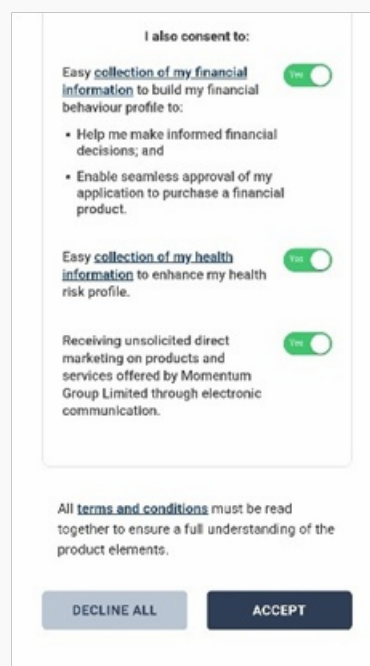 I also consent to:
Easy collection of my financial
Yes
information to build my financial
behaviour profile to:
• Help me make informed financial
decisions; and
• Enable seamless approval of my
application to purchase a financial
product.
Easy collection of my health
Yes
information to enhance my health
risk profile.
Receiving unsolicited direct
Yes
marketing on products and
services offered by Momentum
Group Limited through electronic
communication.
All terms and conditions must be read
together to ensure a full understanding of the
product elements.
DECLINE ALL
ACCEPT